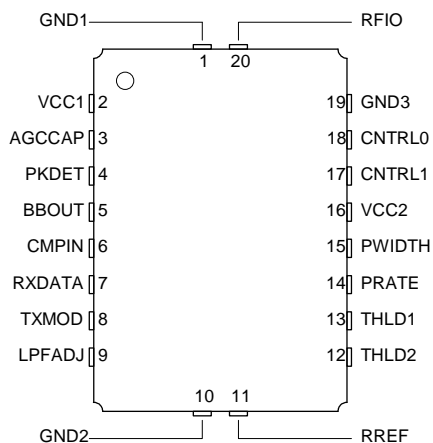 GND1 RFIO
1 20
VCC1 2 19 GND3
AGCCAP 3 18 CNTRL0
PKDET 4 17 CNTRL1
BBOUT 5 16 VCC2
CMPIN 6 15 PWIDTH
RXDATA 7 14 PRATE
TXMOD 8 13 THLD1
LPFADJ 9 12 THLD2
10 11
GND2 RREF